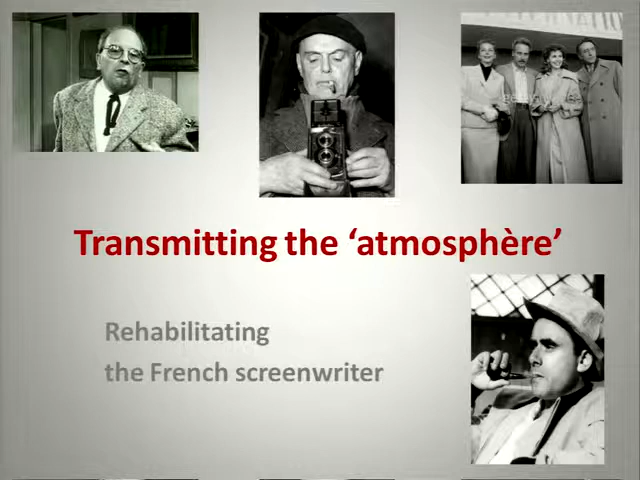 Transmitting the ‘atmosphère’
Rehabilitating
the French screenwriter